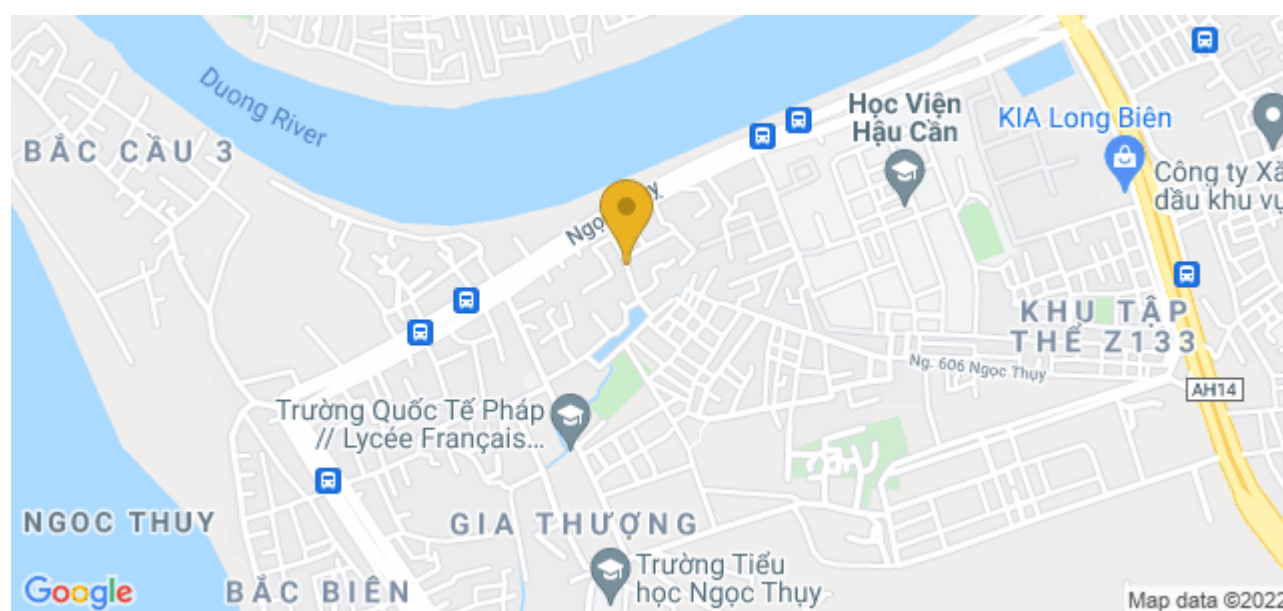 Duong River
BẮC CẦU 3
Học Viện
Hậu Cần
KIA Long Biên
Công ty Xă
dầu khu vự
Ngọ
KHU TẬP
THỂ Z133
Ng. 606 Ngọc Thụy
AH14
Trường Quốc Tế Pháp
// Lycée Français...
NGOC THUY
GIA THƯỢNG
Trường Tiểu
học Ngọc Thụy
BẮC BIÊN
Google
Map data ©2022